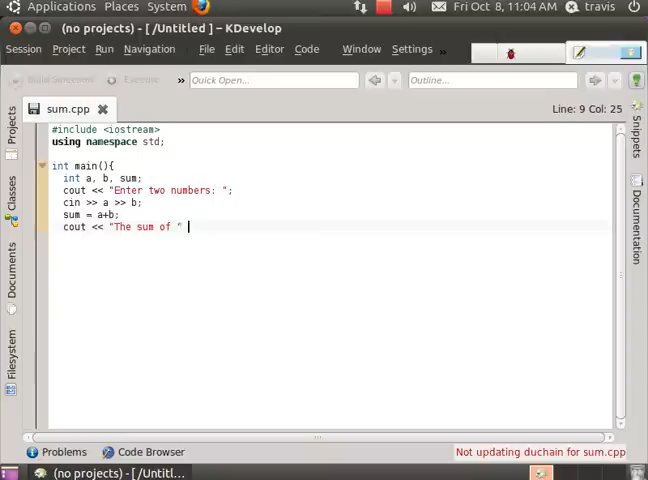 Applications Places System Fri Oct 8, 11:04 AM travis
(no projects) - [ /Untitled ] – KDevelop
Session Project Run Navigation » File Edit Editor Code Window Settings »
Build Selection Execute » Quick Open... Outline...
sum.cpp Line: 9 Col: 25
Projects
Classes
Documents
Filesystem
#include <iostream>
using namespace std;
int main(){
int a, b, sum;
cout << "Enter two numbers: ";
cin >> a >> b;
sum = a+b;
cout << "The sum of "
Snippets
Documentation
Problems Code Browser Not updating duchain for sum.cpp
(no projects) - [ /Untitl...